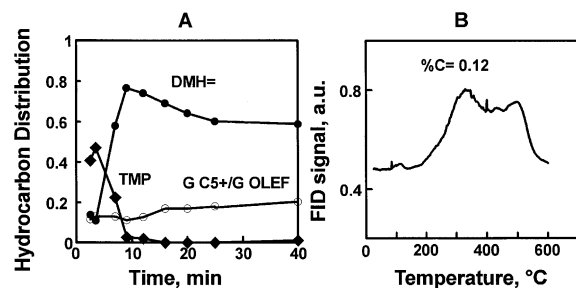 A
B
Hydrocarbon Distribution
1
0.8
0.6
0.4
0.2
0
DMH=
TMP
G C5+/G OLEF
0 10 20 30 40
Time, min
FID signal, a.u.
0.8
0.4
%C= 0.12
0 200 400 600
Temperature, °C